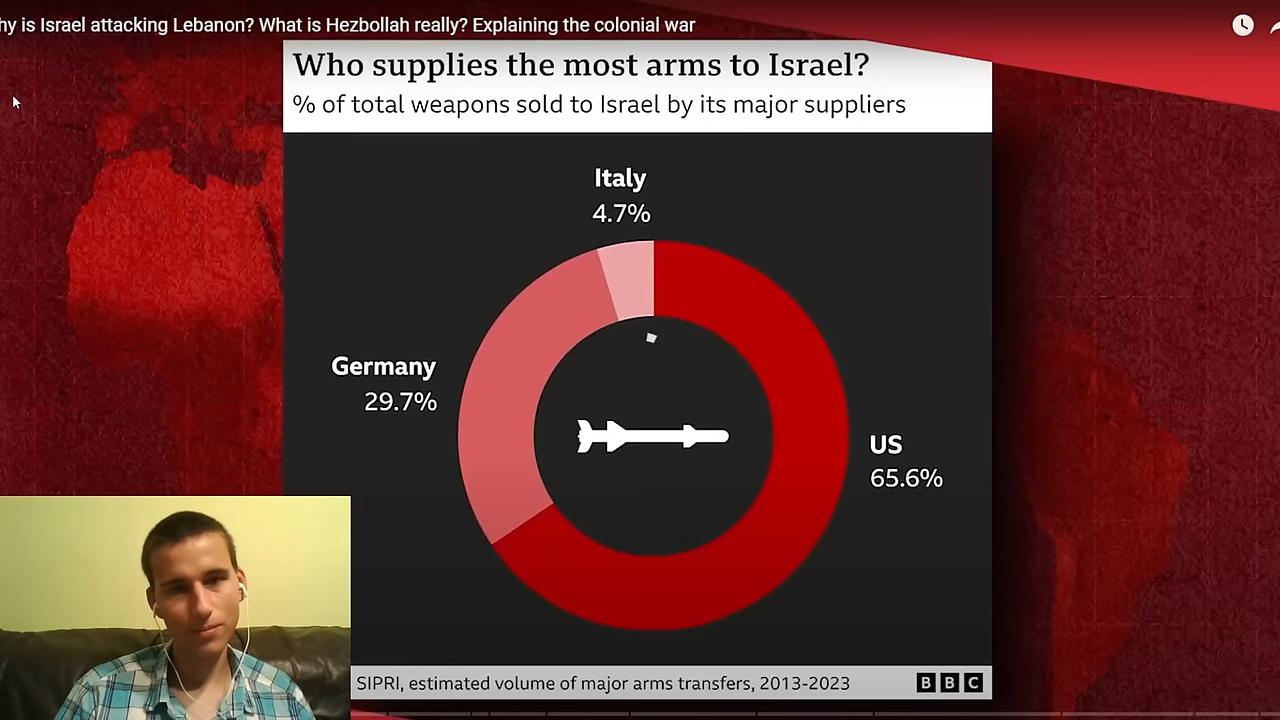 hy is Israel attacking Lebanon? What is Hezbollah really? Explaining the colonial war
Who supplies the most arms to Israel?
% of total weapons sold to Israel by its major suppliers
Italy
4.7%
Germany
29.7%
US
65.6%
SIPRI, estimated volume of major arms transfers, 2013-2023
BBC